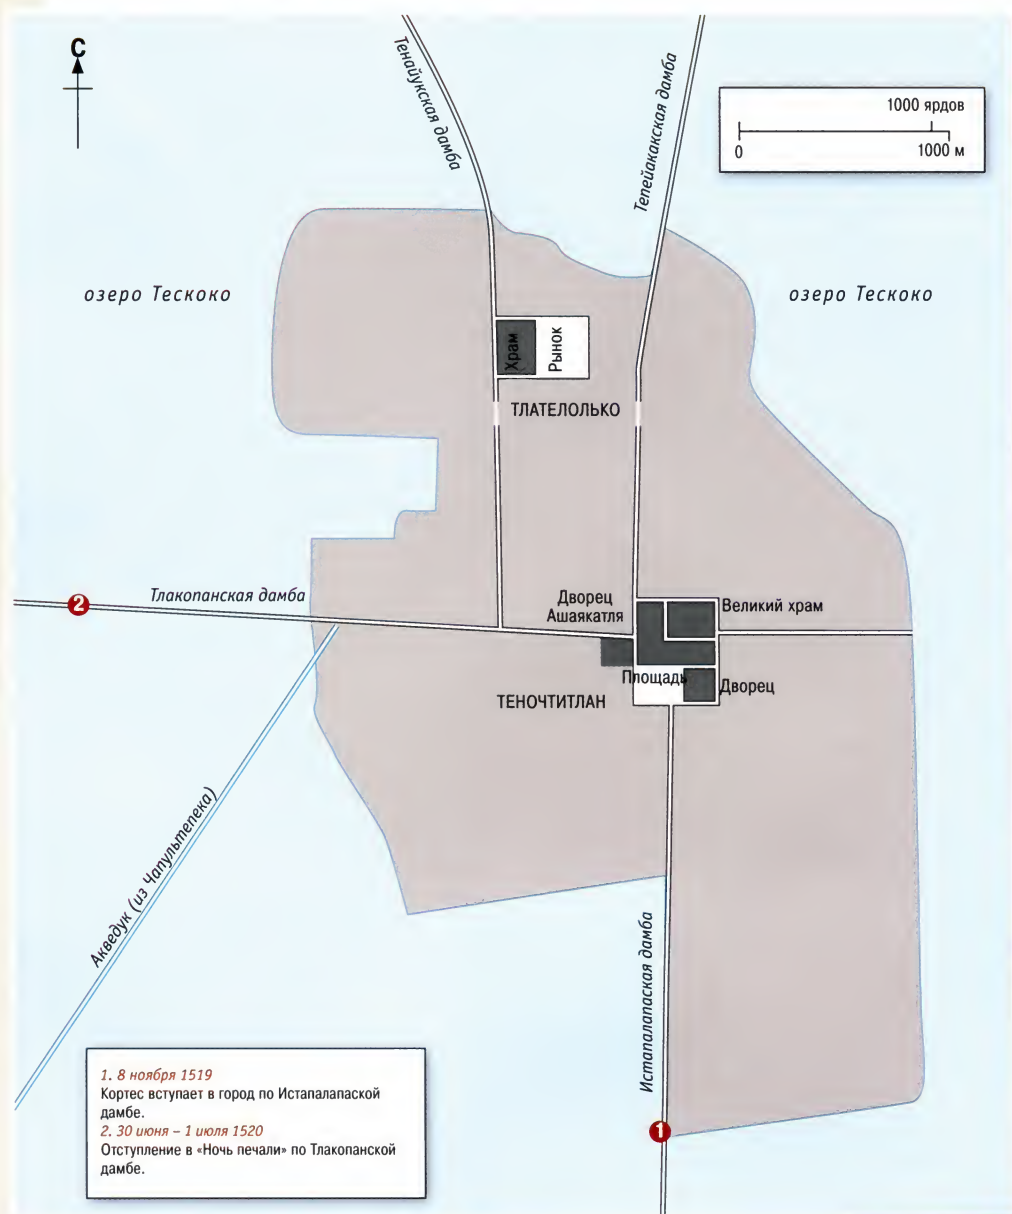 С
Тенайукская дамба
Тепейакакская дамба
1000 ярдов
0
1000 м
озеро Тескоко
озеро Тескоко
Храм
Рынок
ТЛАТЕЛОЛЬКО
2
Тлакопанская дамба
Дворец
Ашаякатля
Великий храм
Площадь
Дворец
ТЕНОЧТИТЛАН
Акведук (из Чапультепека)
Истапалапаская дамба
1
1. 8 ноября 1519
Кортес вступает в город по Истапалапаской
дамбе.
2. 30 июня – 1 июля 1520
Отступление в «Ночь печали» по Тлакопанской
дамбе.